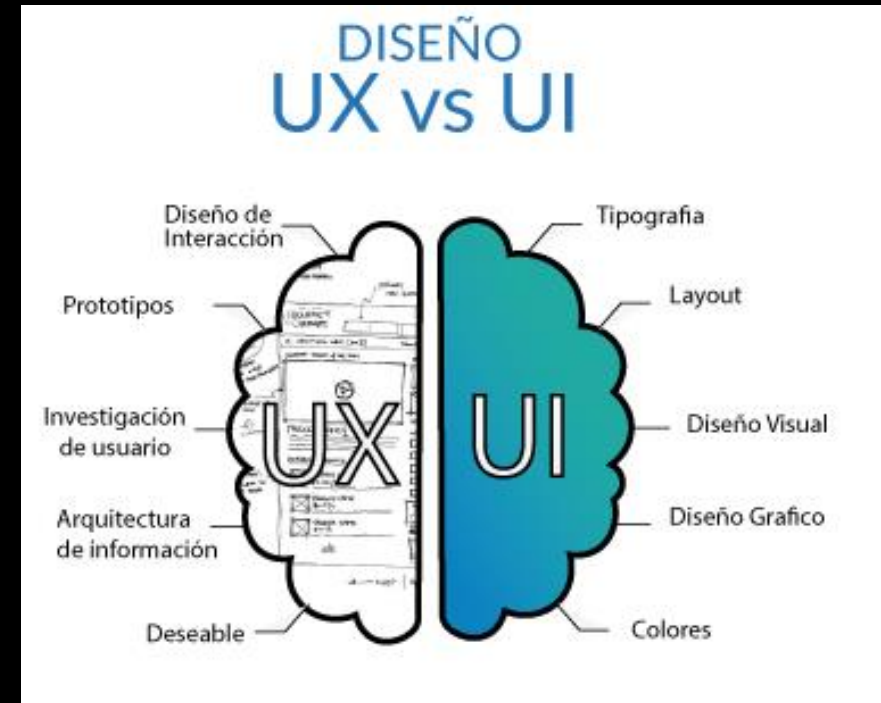 DISEÑO
UX vs UI
Diseño de
Interacción
Prototipos
Investigación
de usuario
Arquitectura
de información
Deseable
UX
UI
Tipografia
Layout
Diseño Visual
Diseño Grafico
Colores